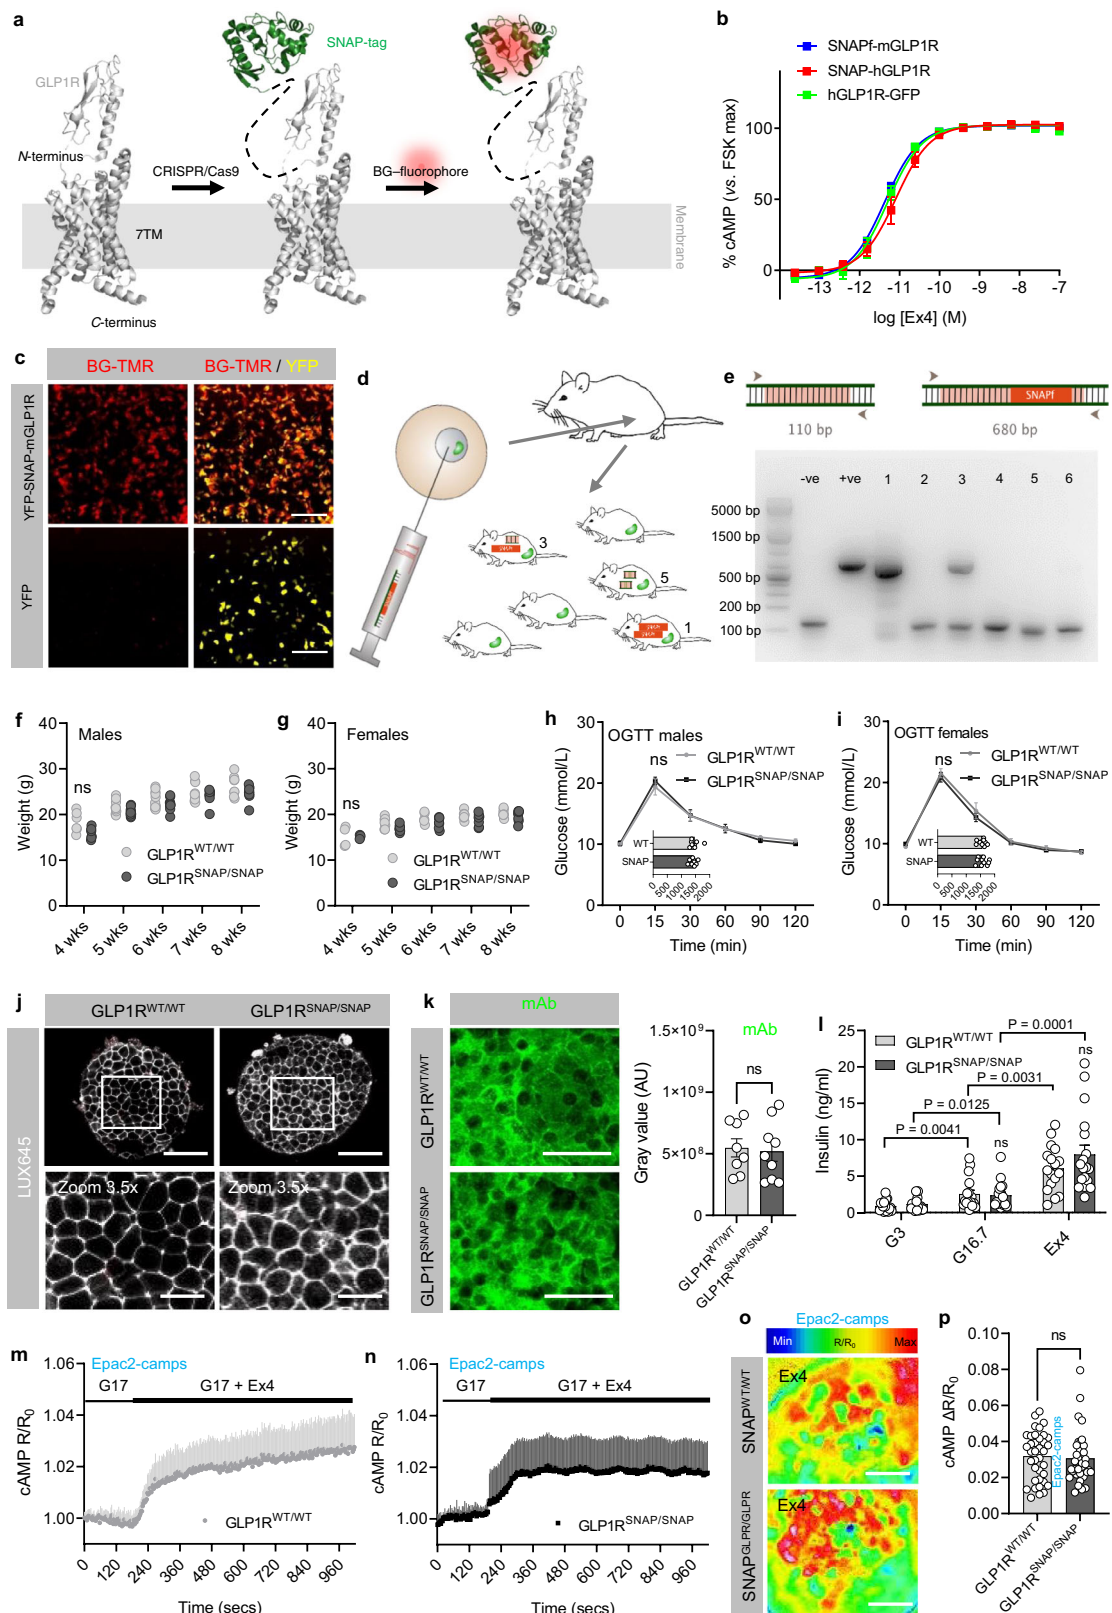 a
SNAP-tag
GLP1R
N-terminus
CRISPR/Cas9
BG–fluorophore
7TM
Membrane
C-terminus
b
SNAPf-mGLP1R
SNAP-hGLP1R
hGLP1R-GFP
% cAMP (vs. FSK max)
100
50
0
-13 -12 -11 -10 -9 -8 -7
log [Ex4] (M)
c
BG-TMR
BG-TMR / YFP
YFP-SNAP-mGLP1R
YFP
d
3
5
1
e
SNAPf
110 bp
680 bp
-ve +ve 1 2 3 4 5 6
5000 bp
1500 bp
500 bp
200 bp
100 bp
f
Males
Weight (g)
40
30
20
10
0
ns
GLP1R^WT/WT
GLP1R^SNAP/SNAP
4 wks 5 wks 6 wks 7 wks 8 wks
g
Females
Weight (g)
40
30
20
10
0
ns
GLP1R^WT/WT
GLP1R^SNAP/SNAP
4 wks 5 wks 6 wks 7 wks 8 wks
h
OGTT males
Glucose (mmol/L)
30
20
10
0
ns
GLP1R^WT/WT
GLP1R^SNAP/SNAP
WT
SNAP
0 500 1000 1500 2000
0 15 30 60 90 120
Time (min)
i
OGTT females
Glucose (mmol/L)
30
20
10
0
ns
GLP1R^WT/WT
GLP1R^SNAP/SNAP
WT
SNAP
0 500 1000 1500 2000
0 15 30 60 90 120
Time (min)
j
GLP1R^WT/WT
GLP1R^SNAP/SNAP
LUX645
Zoom 3.5x
Zoom 3.5x
k
mAb
GLP1R^WT/WT
GLP1R^SNAP/SNAP
mAb
Gray value (AU)
1.5×10⁹
1×10⁹
5×10⁸
0
ns
GLP1R^WT/WT
GLP1R^SNAP/SNAP
l
Insulin (ng/ml)
25
20
15
10
5
0
GLP1R^WT/WT
GLP1R^SNAP/SNAP
P = 0.0001
P = 0.0031
P = 0.0125
P = 0.0041
ns
ns
G3
G16.7
Ex4
m
Epac2-camps
G17
G17 + Ex4
cAMP R/R₀
1.06
1.04
1.02
1.00
GLP1R^WT/WT
0 120 240 360 480 600 720 840 960
Time (secs)
n
Epac2-camps
G17
G17 + Ex4
cAMP R/R₀
1.06
1.04
1.02
1.00
GLP1R^SNAP/SNAP
0 120 240 360 480 600 720 840 960
Time (secs)
o
Epac2-camps
Min
R/R₀
Max
Ex4
SNAP^WT/WT
Ex4
SNAP^GLPR/GLPR
p
cAMP ΔR/R₀
0.10
0.08
0.06
0.04
0.02
0.00
ns
Epac2-camps
GLP1R^WT/WT
GLP1R^SNAP/SNAP